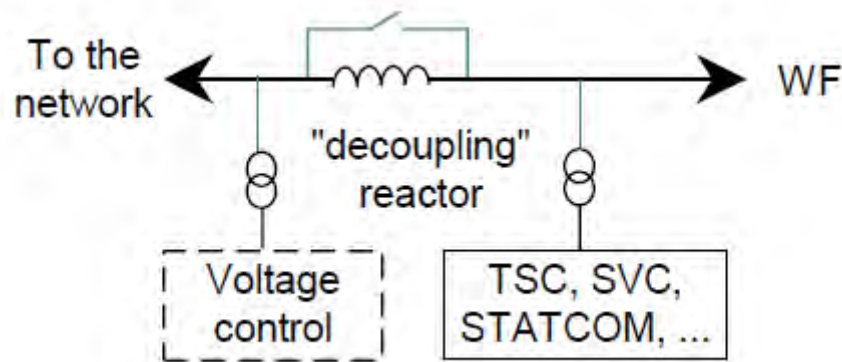 To the
network
WF
"decoupling"
reactor
Voltage
control
TSC, SVC,
STATCOM, ...